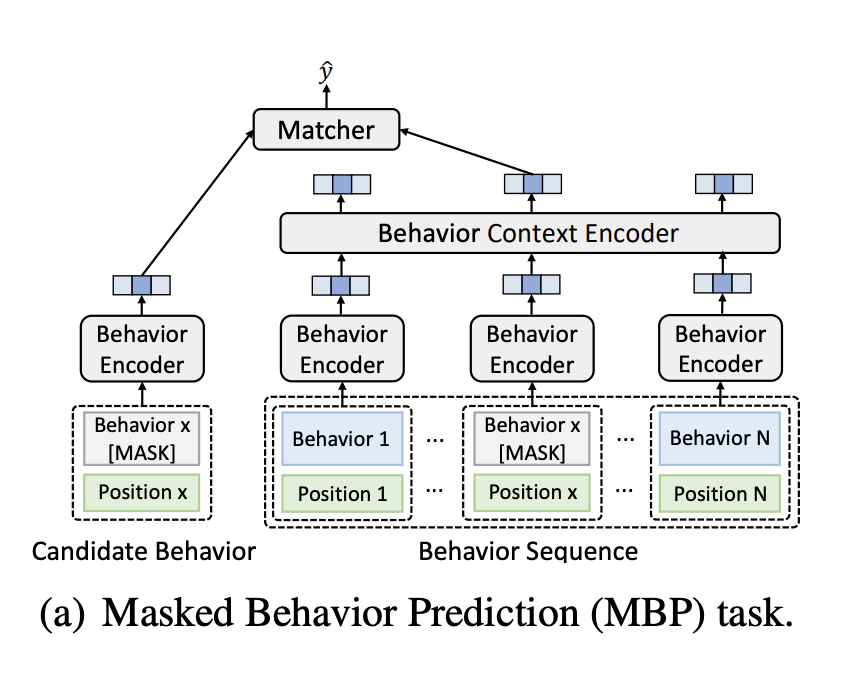 ŷ
Matcher
Behavior Context Encoder
Behavior Encoder
Behavior Encoder
Behavior Encoder
Behavior Encoder
Behavior x
[MASK]
Position x
Behavior 1
Position 1
...
...
Behavior x
[MASK]
Position x
...
...
Behavior N
Position N
Candidate Behavior
Behavior Sequence
(a) Masked Behavior Prediction (MBP) task.